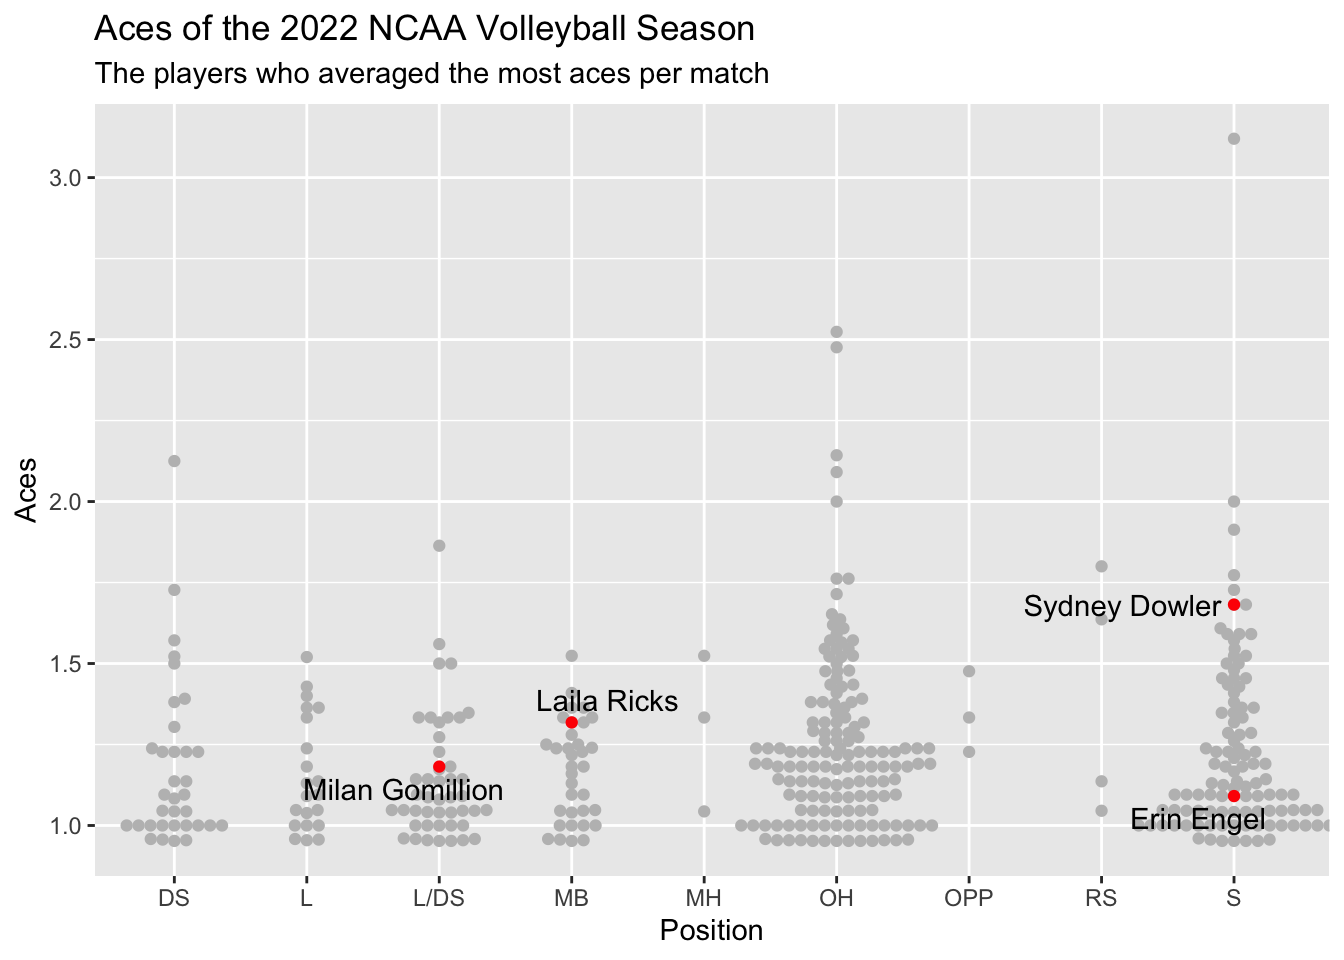 Aces of the 2022 NCAA Volleyball Season
The players who averaged the most aces per match
3.0
2.5
2.0
1.5
1.0
Aces
Sydney Dowler
Laila Ricks
Milan Gomillion
Erin Engel
DS
L
L/DS
MB
MH
OH
OPP
RS
S
Position